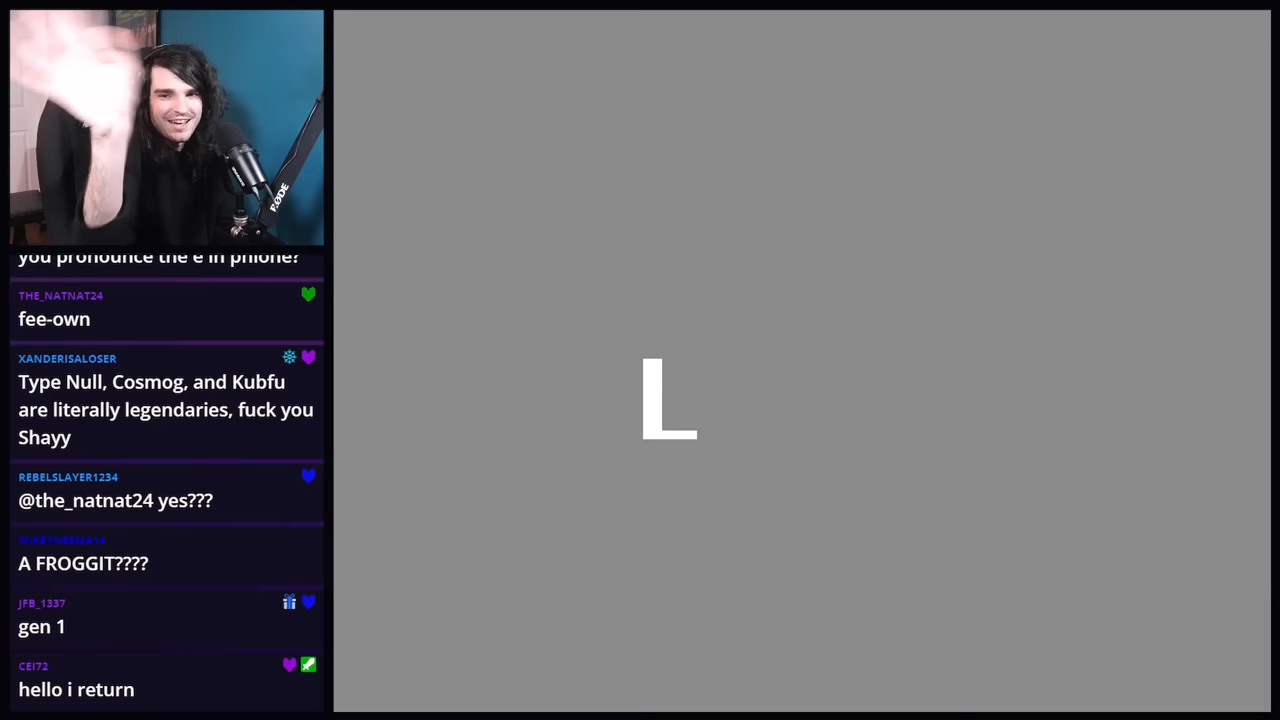 RØDE
you pronounce the e in phione?
THE_NATNAT24
fee-own
XANDERISALOSER
Type Null, Cosmog, and Kubfu
are literally legendaries, fuck you
Shayy
REBELSLAYER1234
@the_natnat24 yes???
A FROGGIT????
JFB_1337
gen 1
CEI72
hello i return
L